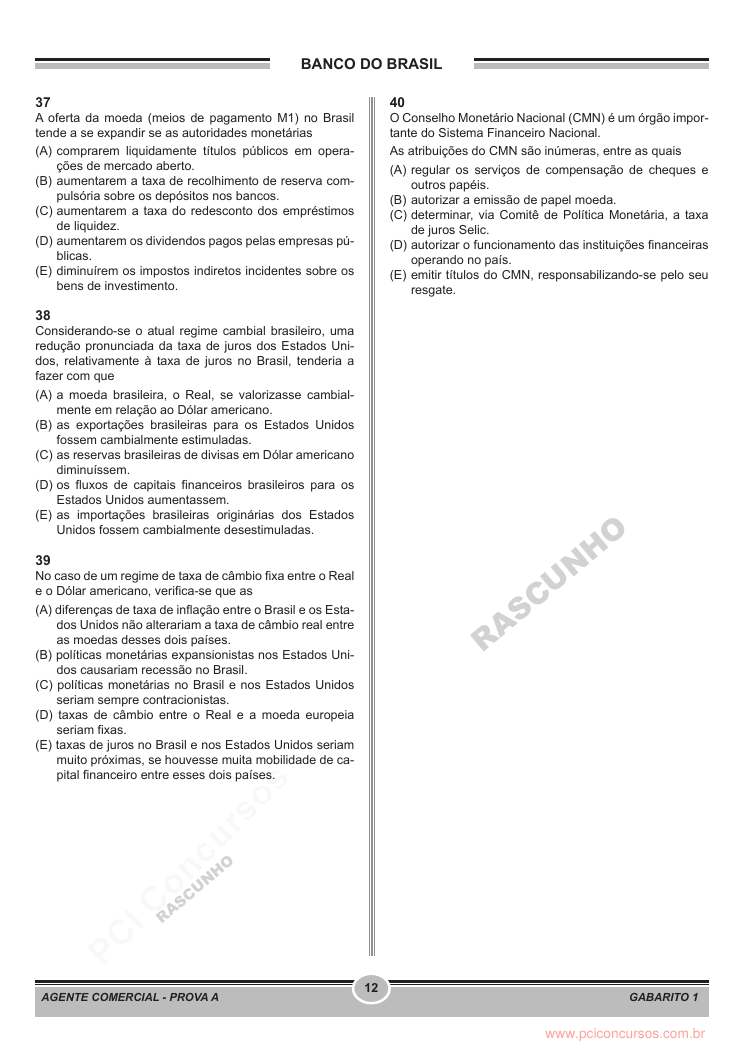 BANCO DO BRASIL
37
A oferta da moeda (meios de pagamento M1) no Brasil
tende a se expandir se as autoridades monetárias
(A) comprarem liquidamente títulos públicos em opera-
ções de mercado aberto.
(B) aumentarem a taxa de recolhimento de reserva com-
pulsória sobre os depósitos nos bancos.
(C) aumentarem a taxa do redesconto dos empréstimos
de liquidez.
(D) aumentarem os dividendos pagos pelas empresas pú-
blicas.
(E) diminuírem os impostos indiretos incidentes sobre os
bens de investimento.
38
Considerando-se o atual regime cambial brasileiro, uma
redução pronunciada da taxa de juros dos Estados Uni-
dos, relativamente à taxa de juros no Brasil, tenderia a
fazer com que
(A) a moeda brasileira, o Real, se valorizasse cambial-
mente em relação ao Dólar americano.
(B) as exportações brasileiras para os Estados Unidos
fossem cambialmente estimuladas.
(C) as reservas brasileiras de divisas em Dólar americano
diminuíssem.
(D) os fluxos de capitais financeiros brasileiros para os
Estados Unidos aumentassem.
(E) as importações brasileiras originárias dos Estados
Unidos fossem cambialmente desestimuladas.
39
No caso de um regime de taxa de câmbio fixa entre o Real
e o Dólar americano, verifica-se que as
(A) diferenças de taxa de inflação entre o Brasil e os Esta-
dos Unidos não alterariam a taxa de câmbio real entre
as moedas desses dois países.
(B) políticas monetárias expansionistas nos Estados Uni-
dos causariam recessão no Brasil.
(C) políticas monetárias no Brasil e nos Estados Unidos
seriam sempre contracionistas.
(D) taxas de câmbio entre o Real e a moeda europeia
seriam fixas.
(E) taxas de juros no Brasil e nos Estados Unidos seriam
muito próximas, se houvesse muita mobilidade de ca-
pital financeiro entre esses dois países.
PCI Concursos
RASCUNHO
40
O Conselho Monetário Nacional (CMN) é um órgão impor-
tante do Sistema Financeiro Nacional.
As atribuições do CMN são inúmeras, entre as quais
(A) regular os serviços de compensação de cheques e
outros papéis.
(B) autorizar a emissão de papel moeda.
(C) determinar, via Comitê de Política Monetária, a taxa
de juros Selic.
(D) autorizar o funcionamento das instituições financeiras
operando no país.
(E) emitir títulos do CMN, responsabilizando-se pelo seu
resgate.
RASCUNHO
AGENTE COMERCIAL - PROVA A
12
GABARITO 1
www.pciconcursos.com.br